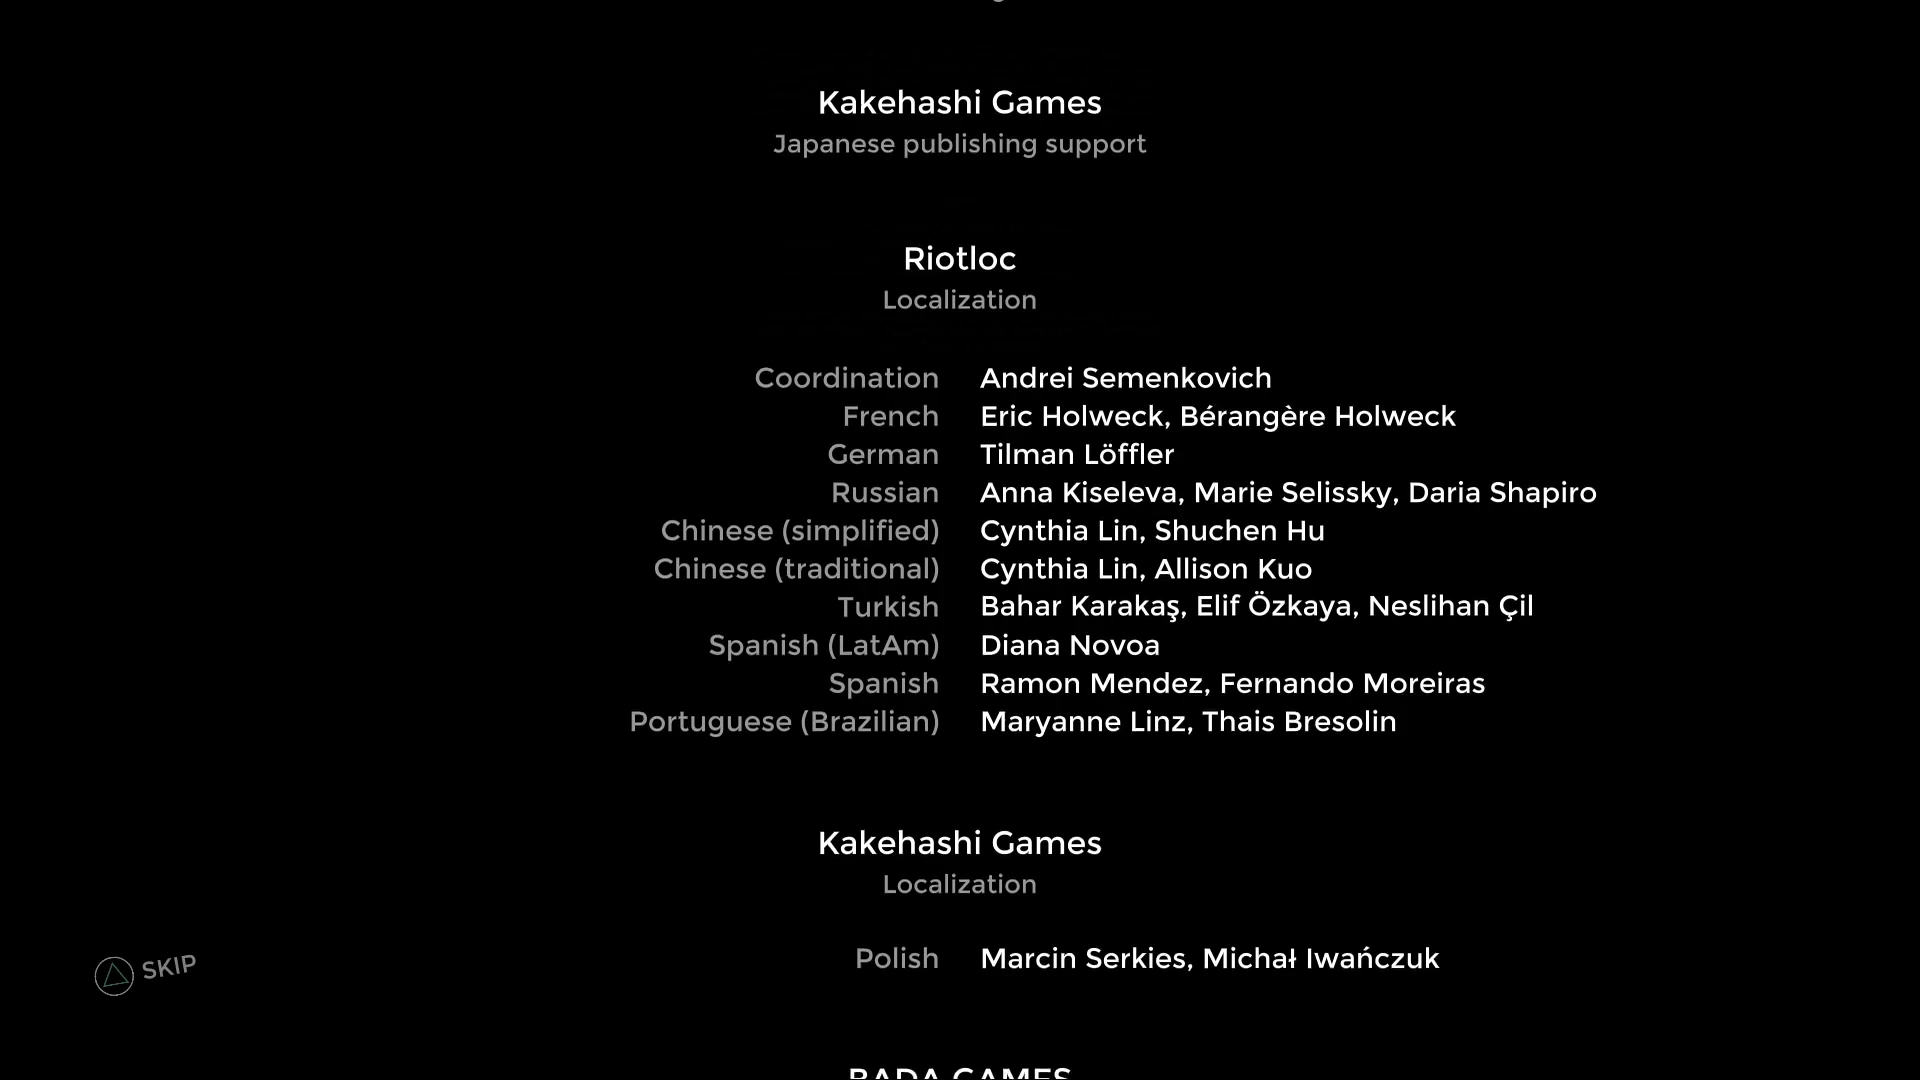 Kakehashi Games
Japanese publishing support
Riotloc
Localization
Coordination Andrei Semenkovich
French Eric Holweck, Bérangère Holweck
German Tilman Löffler
Russian Anna Kiseleva, Marie Selissky, Daria Shapiro
Chinese (simplified) Cynthia Lin, Shuchen Hu
Chinese (traditional) Cynthia Lin, Allison Kuo
Turkish Bahar Karakaş, Elif Özkaya, Neslihan Çil
Spanish (LatAm) Diana Novoa
Spanish Ramon Mendez, Fernando Moreiras
Portuguese (Brazilian) Maryanne Linz, Thais Bresolin
Kakehashi Games
Localization
Polish Marcin Serkies, Michał Iwańczuk
SKIP
GAMES